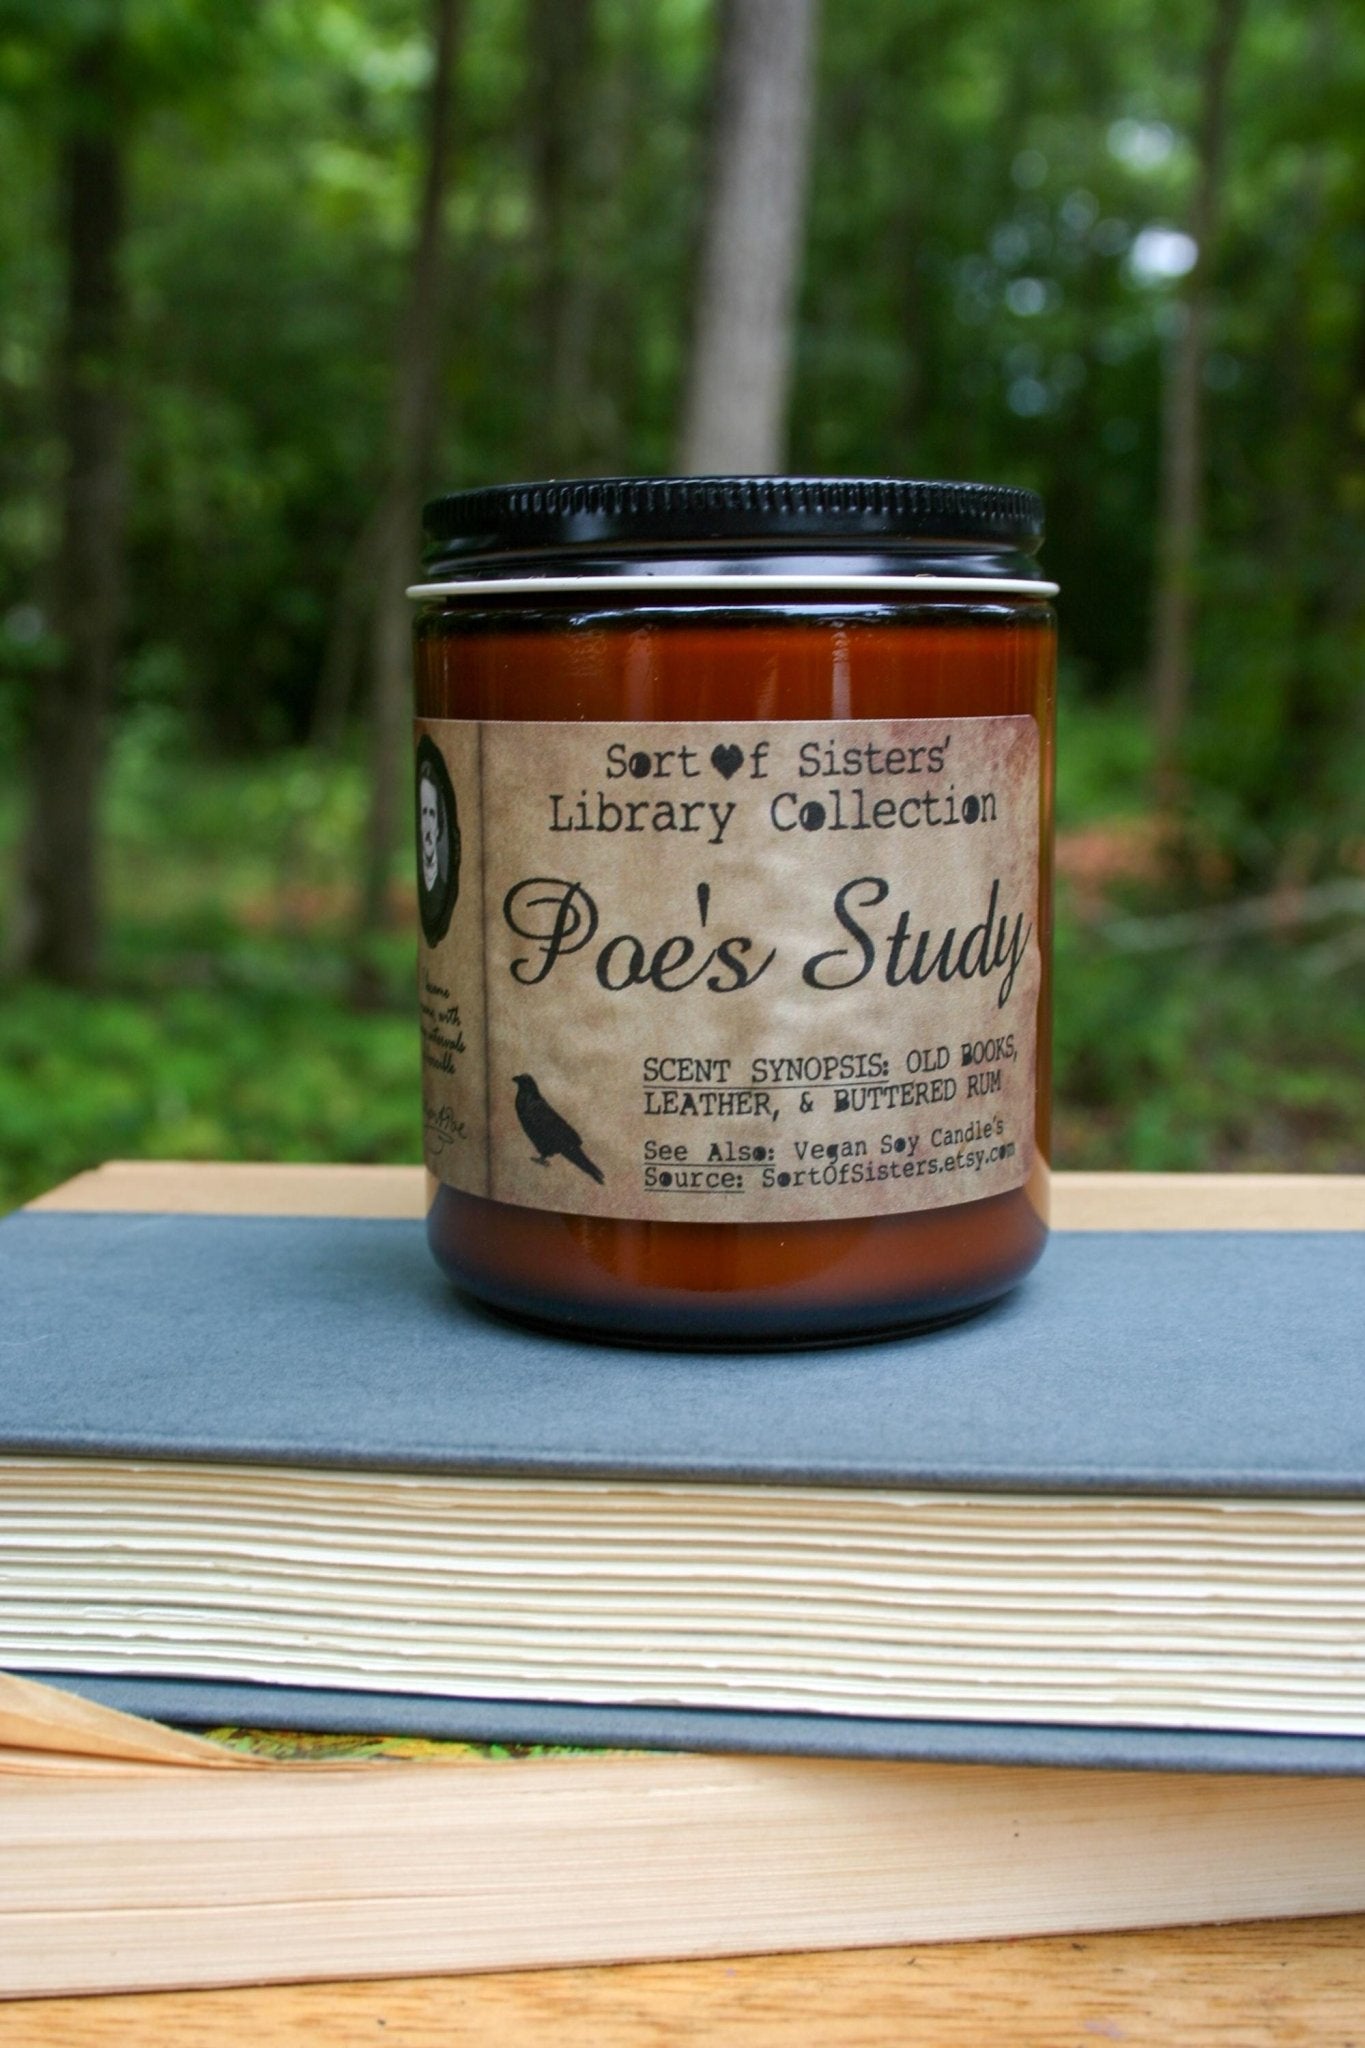 Sort Of Sisters'
Library Collection
Poe's Study
SCENT SYNOPSIS: OLD BOOKS,
LEATHER, & BUTTERED RUM
See Also: Vegan Soy Candle's
Source: SortOfSisters.etsy.com
with